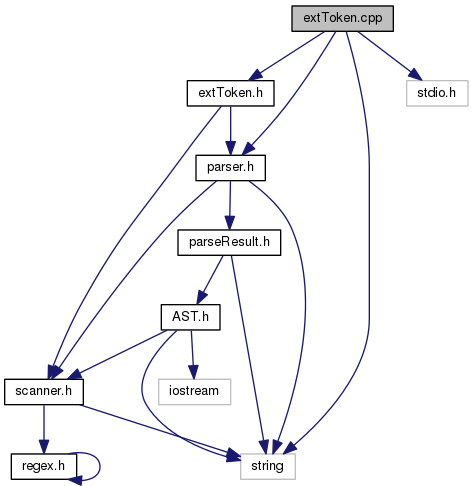 extToken.cpp
extToken.h
stdio.h
parser.h
parseResult.h
AST.h
scanner.h
iostream
regex.h
string